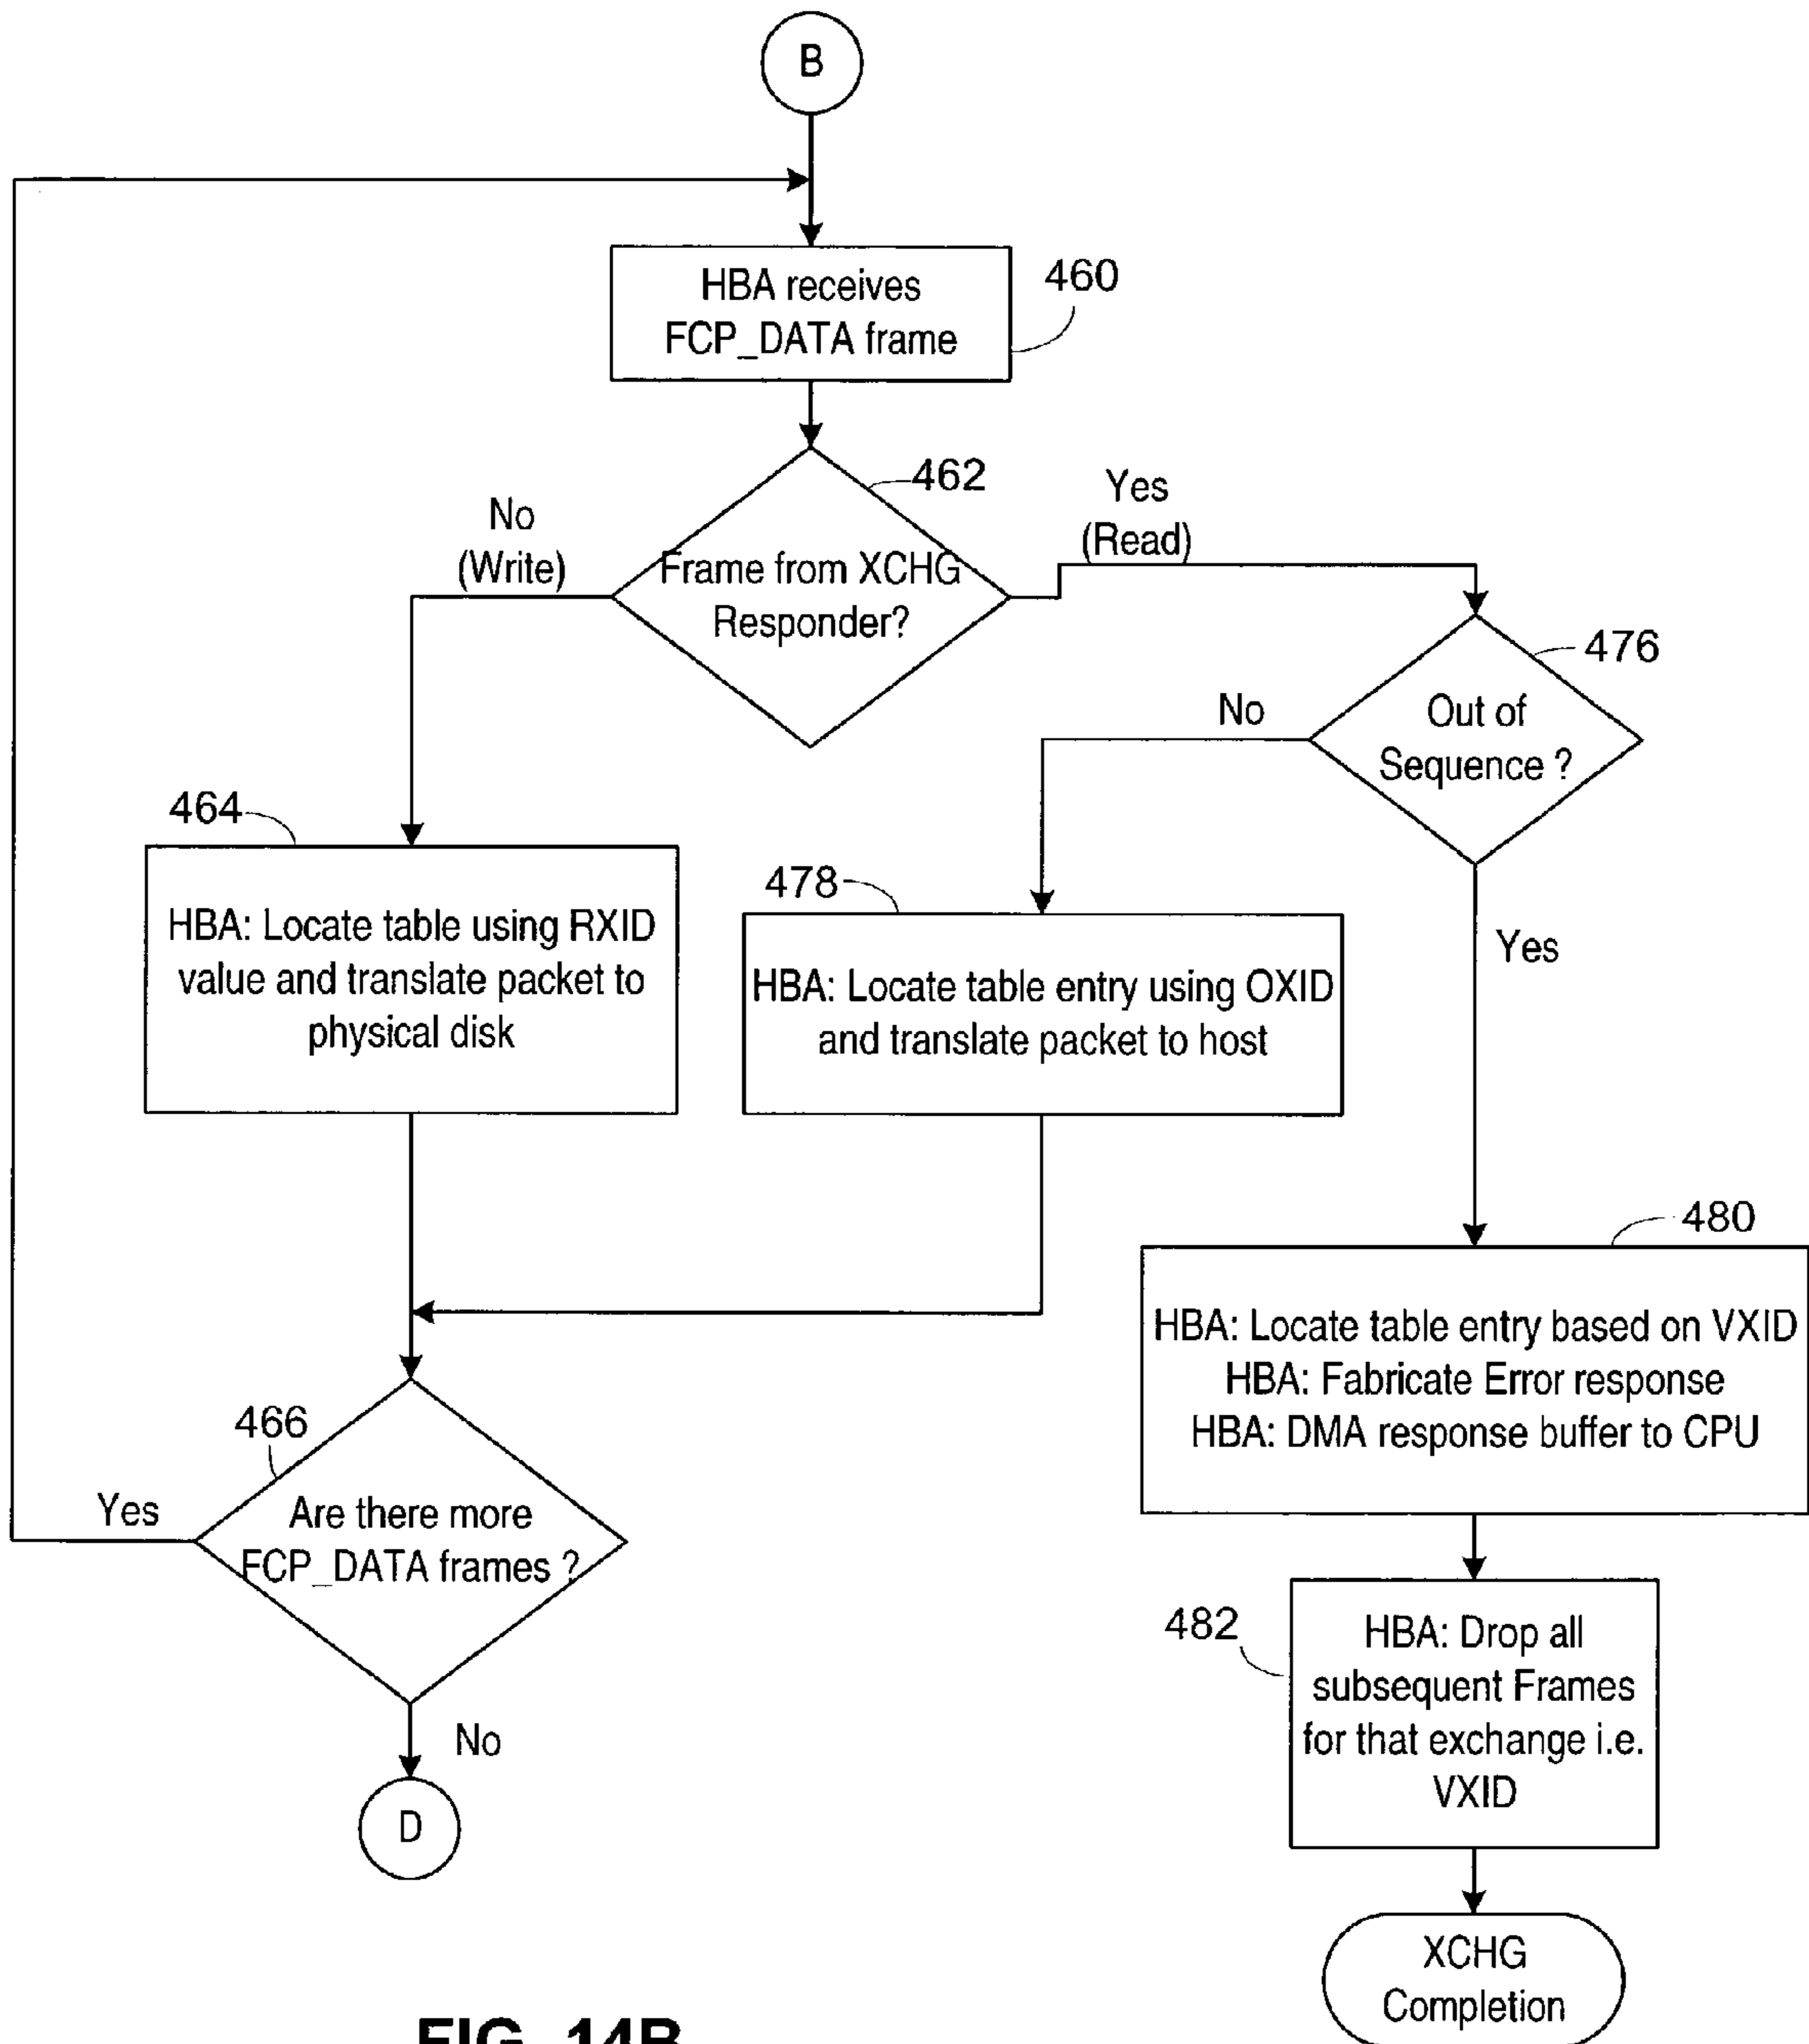 B
HBA receives
FCP_DATA frame
460
462
Frame from XCHG
Responder?
No
(Write)
Yes
(Read)
476
Out of
Sequence ?
No
Yes
464
HBA: Locate table using RXID
value and translate packet to
physical disk
478
HBA: Locate table entry using OXID
and translate packet to host
480
HBA: Locate table entry based on VXID
HBA: Fabricate Error response
HBA: DMA response buffer to CPU
466
Are there more
FCP_DATA frames ?
Yes
No
D
482
HBA: Drop all
subsequent Frames
for that exchange i.e.
VXID
XCHG
Completion
FIG. 14B